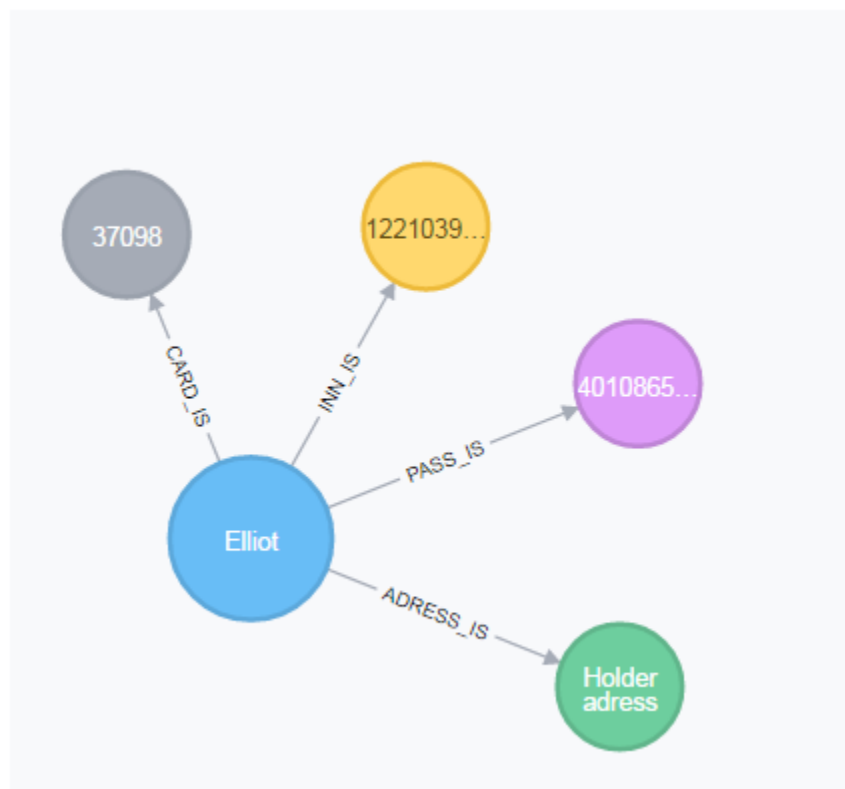 37098
1221039...
4010865...
CARD_IS
INN_IS
PASS_IS
Elliot
ADRESS_IS
Holder
adress